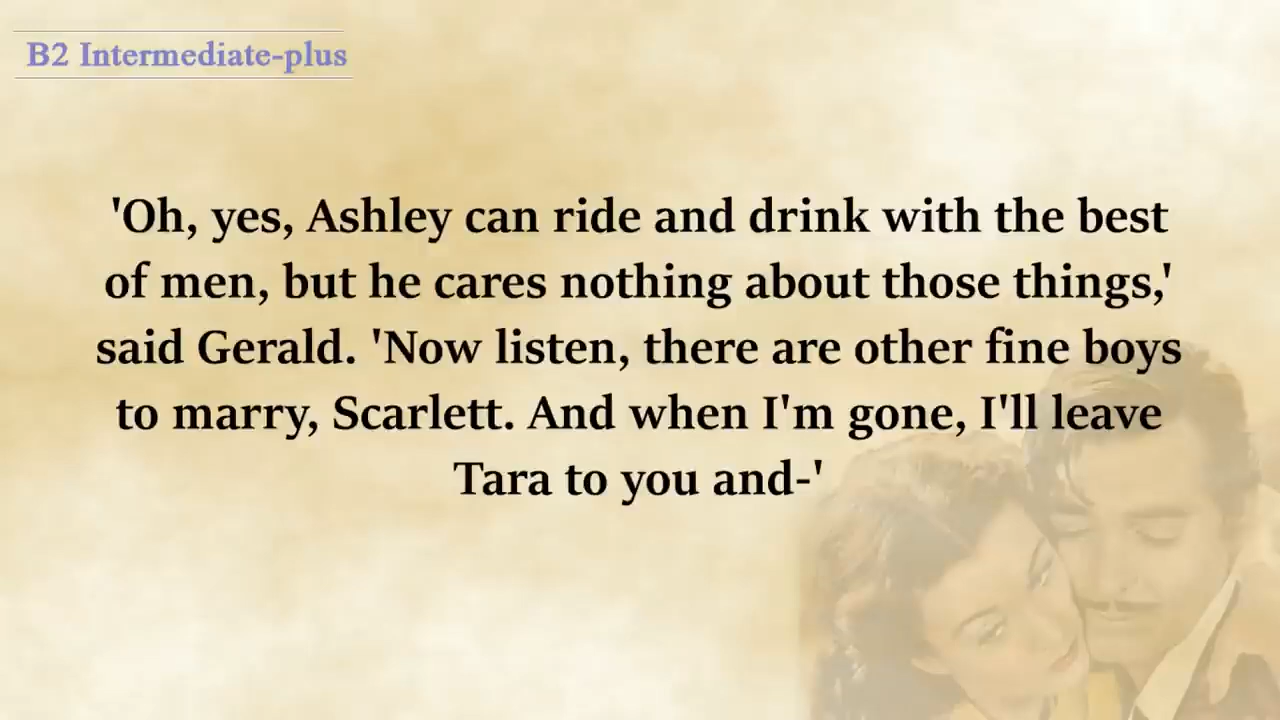 B2 Intermediate-plus
'Oh, yes, Ashley can ride and drink with the best
of men, but he cares nothing about those things,'
said Gerald. 'Now listen, there are other fine boys
to marry, Scarlett. And when I'm gone, I'll leave
Tara to you and-'